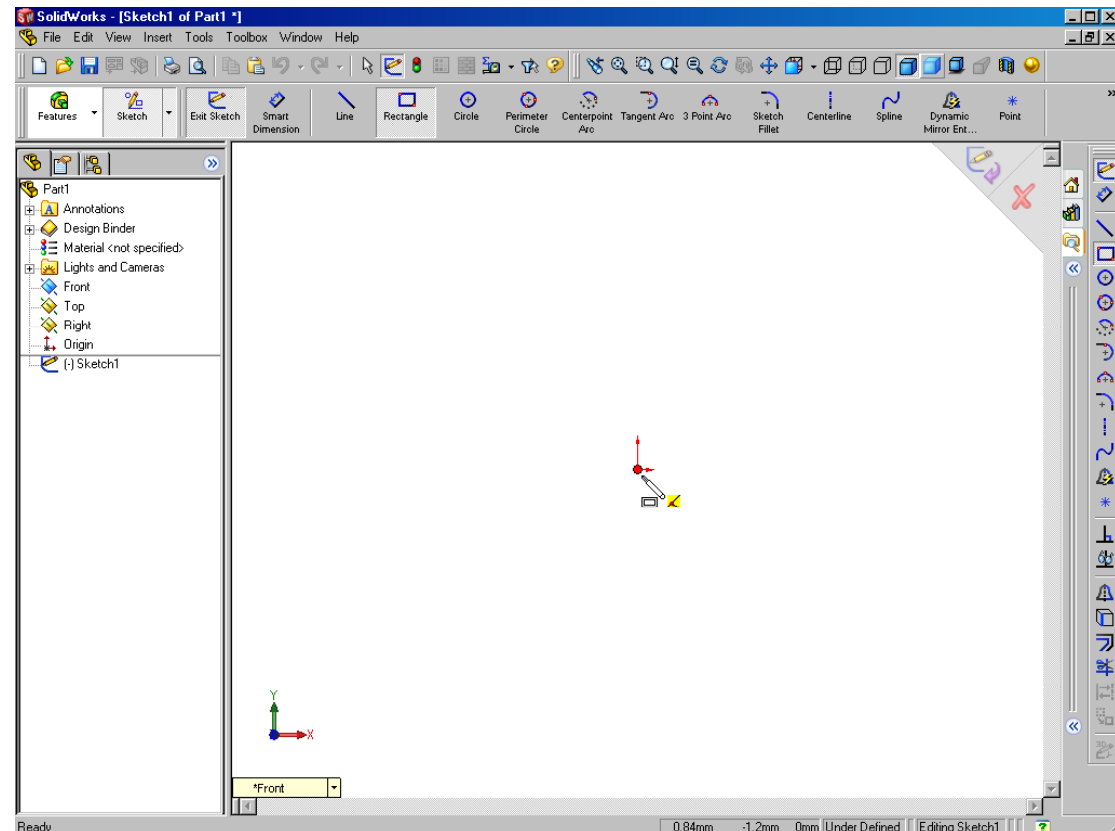 SolidWorks - [Sketch1 of Part1 *]
File Edit View Insert Tools Toolbox Window Help
Features Sketch Exit Sketch Smart Dimension Line Rectangle Circle Perimeter Circle Centerpoint Arc Tangent Arc 3 Point Arc Sketch Fillet Centerline Spline Dynamic Mirror Ent... Point
Part1
Annotations
Design Binder
Material <not specified>
Lights and Cameras
Front
Top
Right
Origin
(-) Sketch1
Y
X
*Front
Ready 0.84mm -1.2mm 0mm Under Defined Editing Sketch1